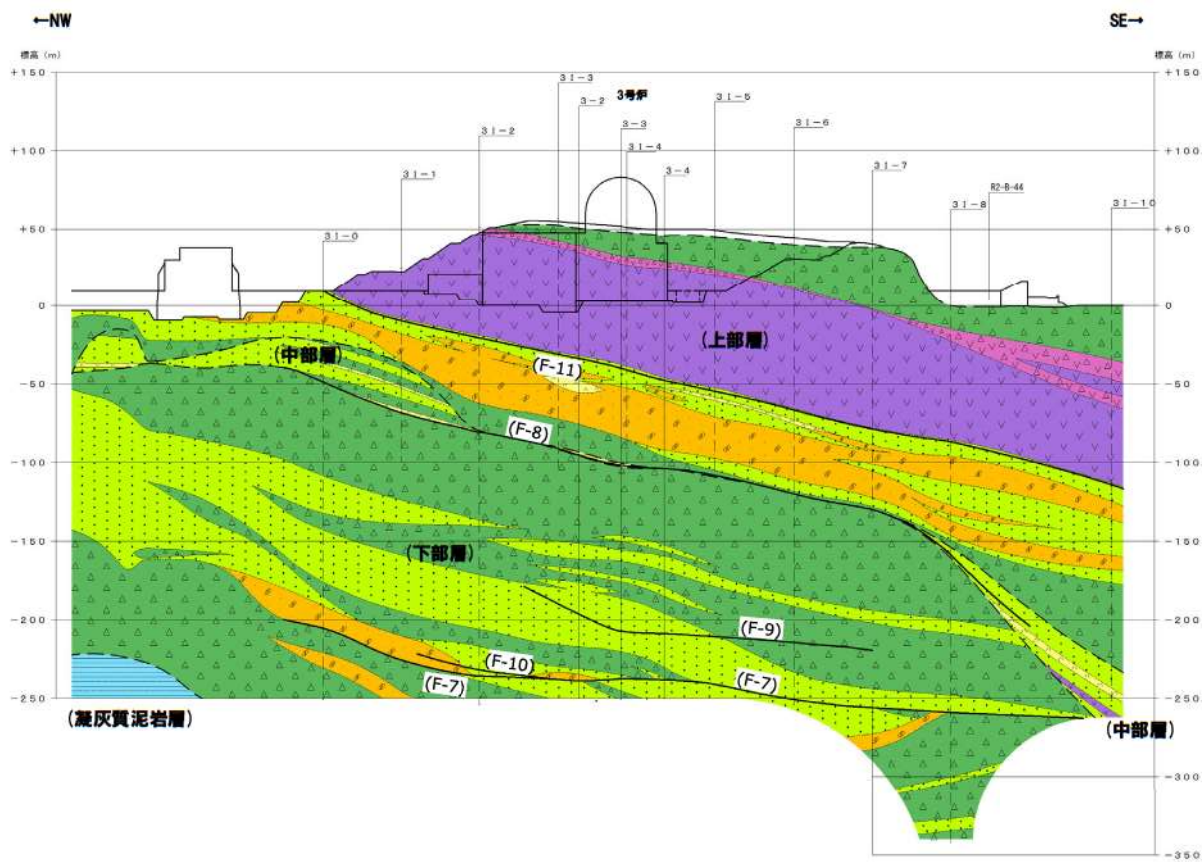 ←NW
SE→
標高（m）
標高（m）
＋１５０
＋１５０
３Ｉ－３
３－２
3号炉
３Ｉ－５
３－３
３Ｉ－６
３Ｉ－２
＋１００
＋１００
３Ｉ－４
３－４
３Ｉ－７
３Ｉ－１
R2-B-44
３Ｉ－８
３Ｉ－１０
３Ｉ－０
＋５０
＋５０
０
０
(上部層)
(中部層)
(F-11)
－５０
－５０
(F-8)
－１００
－１００
－１５０
－１５０
(下部層)
－２００
－２００
(F-9)
(F-10)
(F-7)
(F-7)
－２５０
－２５０
(凝灰質泥岩層)
(中部層)
－３００
－３５０